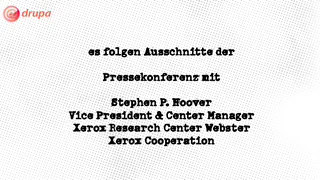 drupa
es folgen Ausschnitte der
Pressekonferenz mit
Stephen P. Hoover
Vice President & Center Manager
Xerox Research Center Webster
Xerox Cooperation